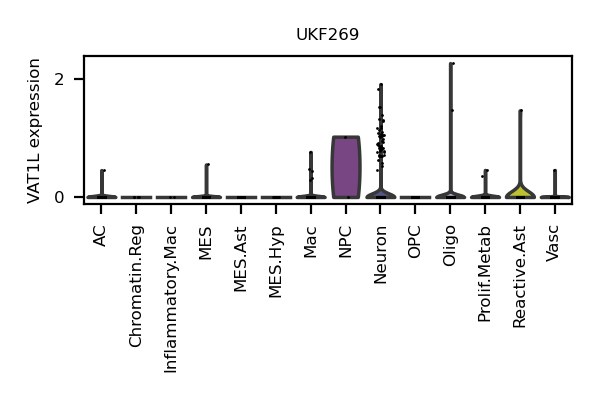 UKF269
VAT1L expression
2
0
AC
Chromatin.Reg
Inflammatory.Mac
MES
MES.Ast
MES.Hyp
Mac
NPC
Neuron
OPC
Oligo
Prolif.Metab
Reactive.Ast
Vasc